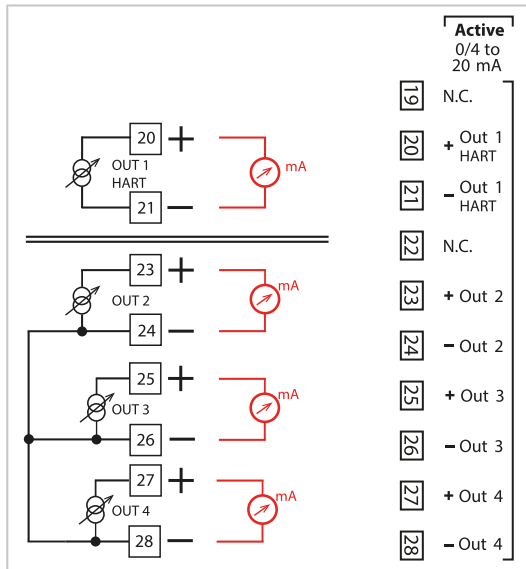 Active
0/4 to
20 mA
19 N.C.
20 + Out 1
HART
21 − Out 1
HART
22 N.C.
23 + Out 2
24 − Out 2
25 + Out 3
26 − Out 3
27 + Out 4
28 − Out 4
20 +
OUT 1
HART
mA
21 −
23 +
mA
OUT 2
24 −
25 +
mA
OUT 3
26 −
27 +
mA
OUT 4
28 −